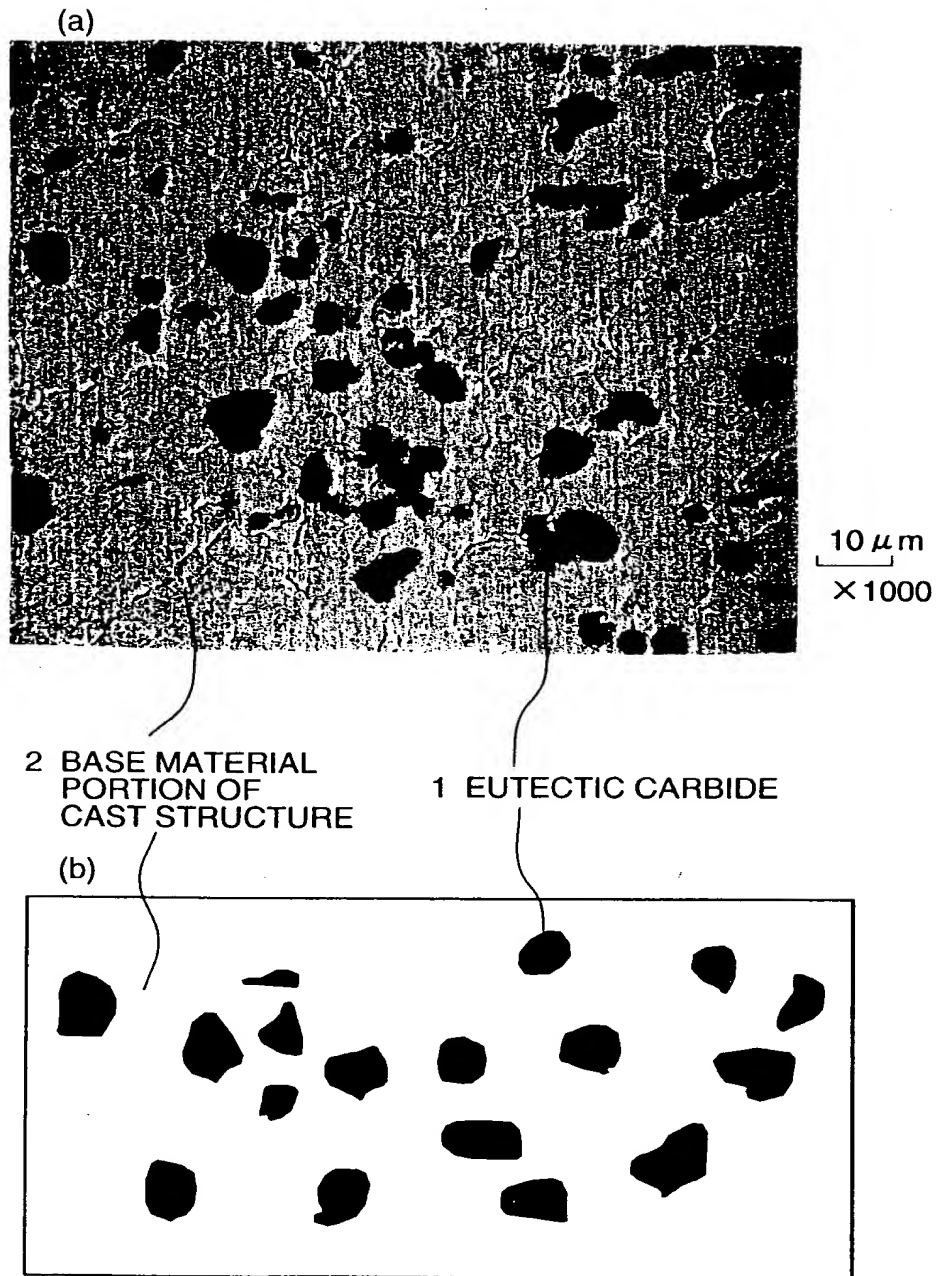 (a)
10 μm
×1000
2 BASE MATERIAL
PORTION OF
CAST STRUCTURE
1 EUTECTIC CARBIDE
(b)